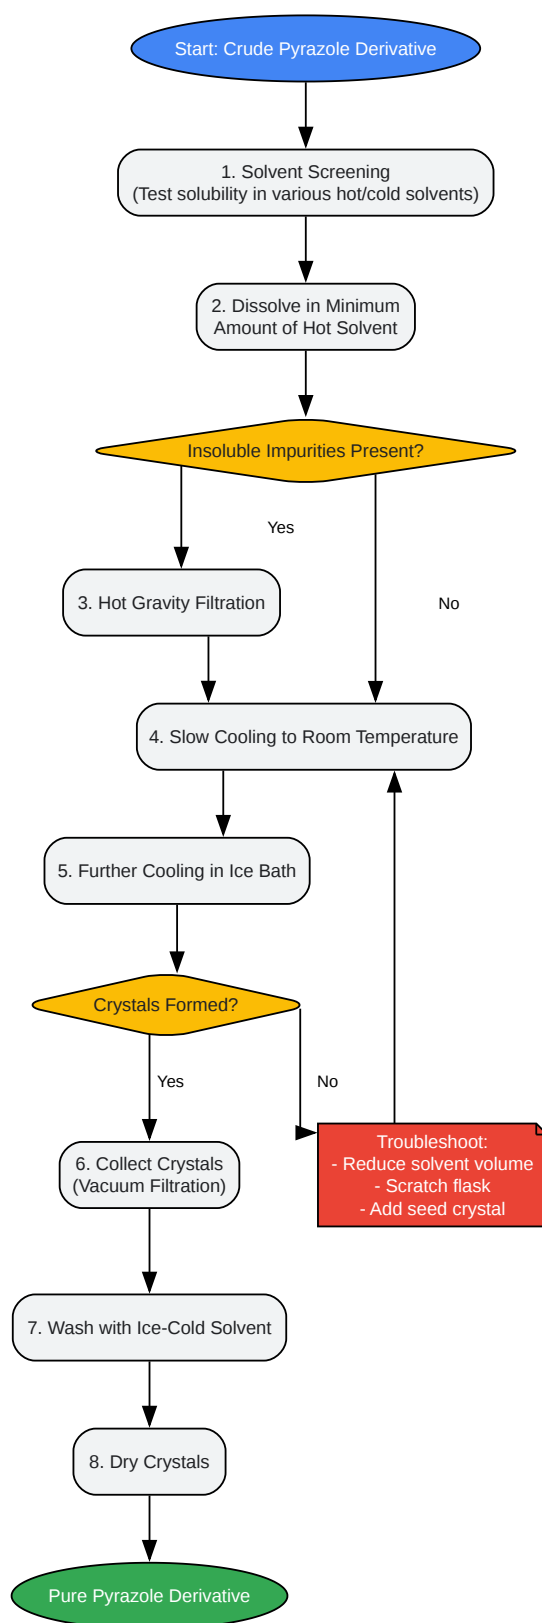 Start: Crude Pyrazole Derivative
1. Solvent Screening
(Test solubility in various hot/cold solvents)
2. Dissolve in Minimum
Amount of Hot Solvent
Insoluble Impurities Present?
Yes
3. Hot Gravity Filtration
No
4. Slow Cooling to Room Temperature
5. Further Cooling in Ice Bath
Crystals Formed?
Yes
No
Troubleshoot:
- Reduce solvent volume
- Scratch flask
- Add seed crystal
6. Collect Crystals
(Vacuum Filtration)
7. Wash with Ice-Cold Solvent
8. Dry Crystals
Pure Pyrazole Derivative